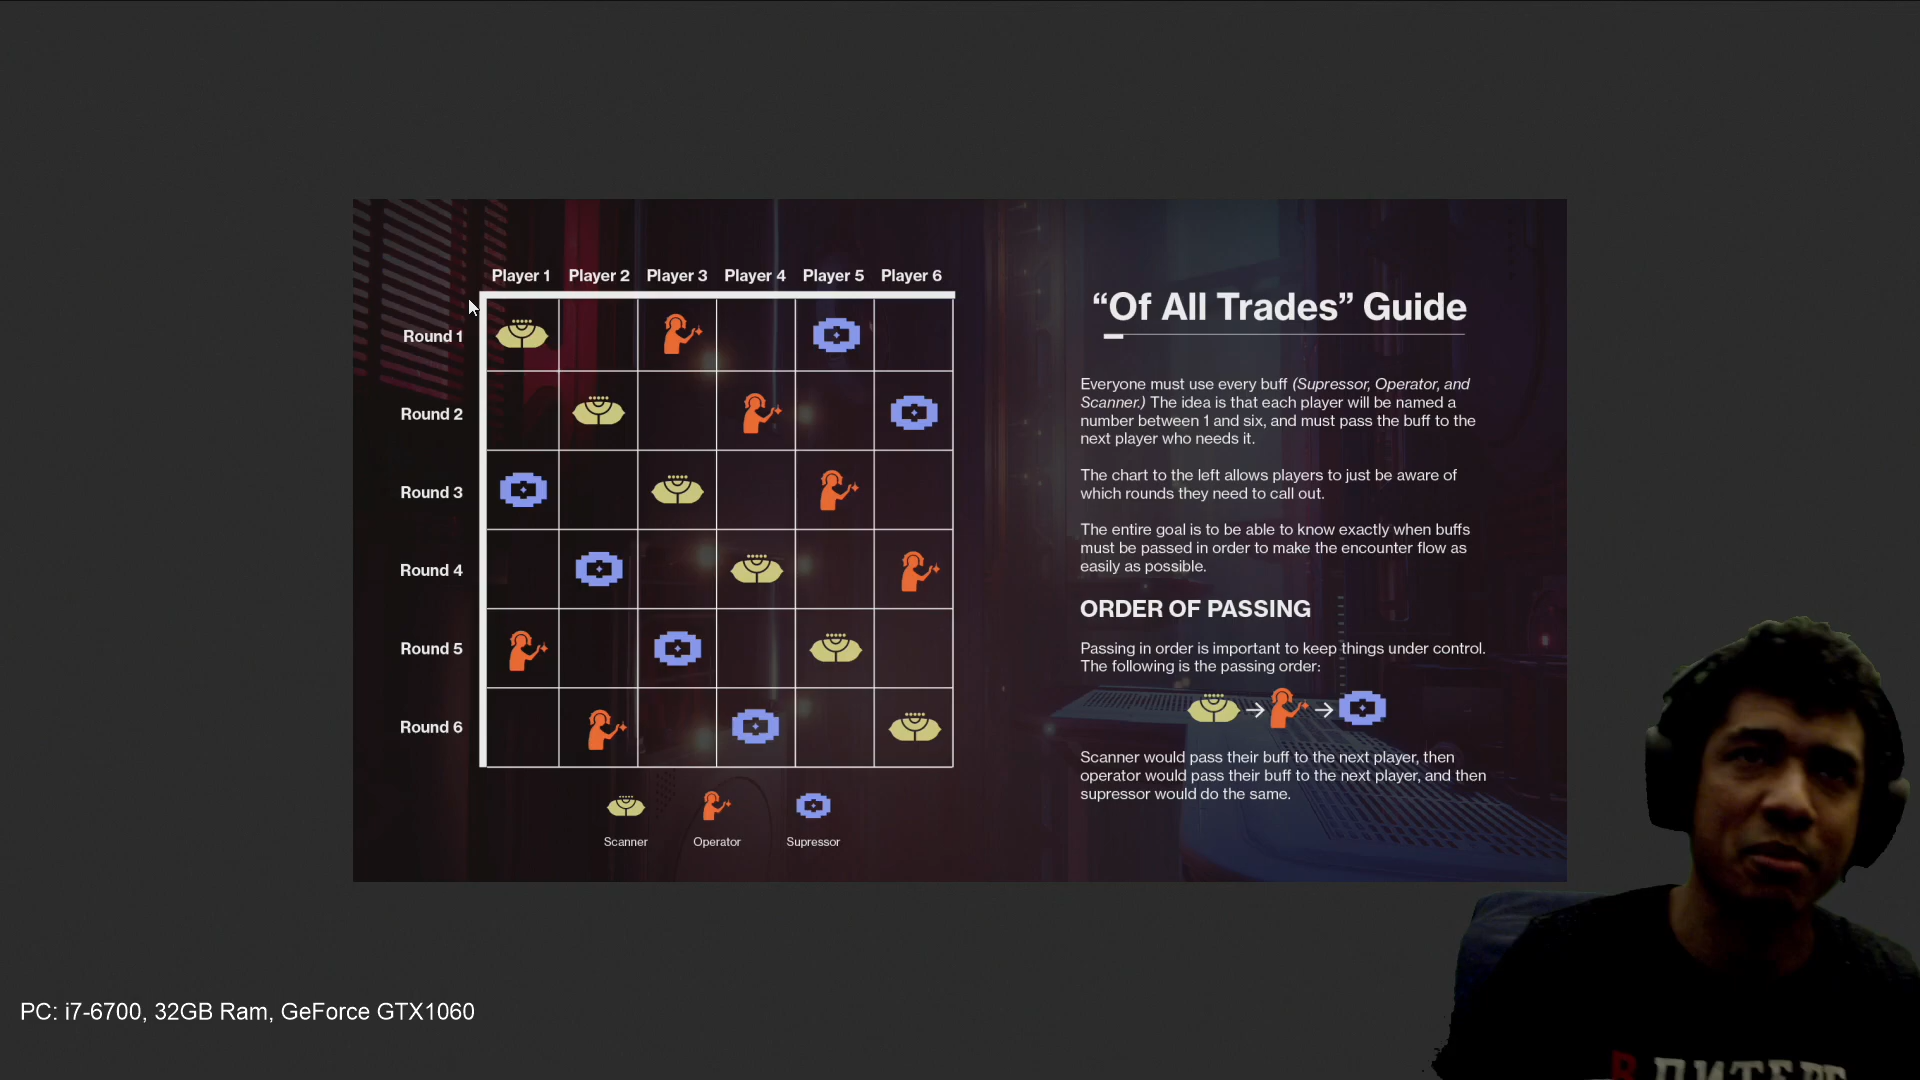 Player 1 Player 2 Player 3 Player 4 Player 5 Player 6
Round 1
Round 2
Round 3
Round 4
Round 5
Round 6
Scanner Operator Supressor
“Of All Trades” Guide
Everyone must use every buff (Supressor, Operator, and
Scanner.) The idea is that each player will be named a
number between 1 and six, and must pass the buff to the
next player who needs it.
The chart to the left allows players to just be aware of
which rounds they need to call out.
The entire goal is to be able to know exactly when buffs
must be passed in order to make the encounter flow as
easily as possible.
ORDER OF PASSING
Passing in order is important to keep things under control.
The following is the passing order:
Scanner would pass their buff to the next player, then
operator would pass their buff to the next player, and then
supressor would do the same.
PC: i7-6700, 32GB Ram, GeForce GTX1060